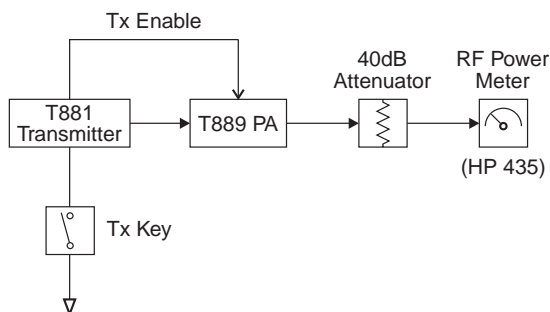 Tx Enable
40dB
Attenuator
RF Power
Meter
T881
Transmitter
T889 PA
(HP 435)
Tx Key